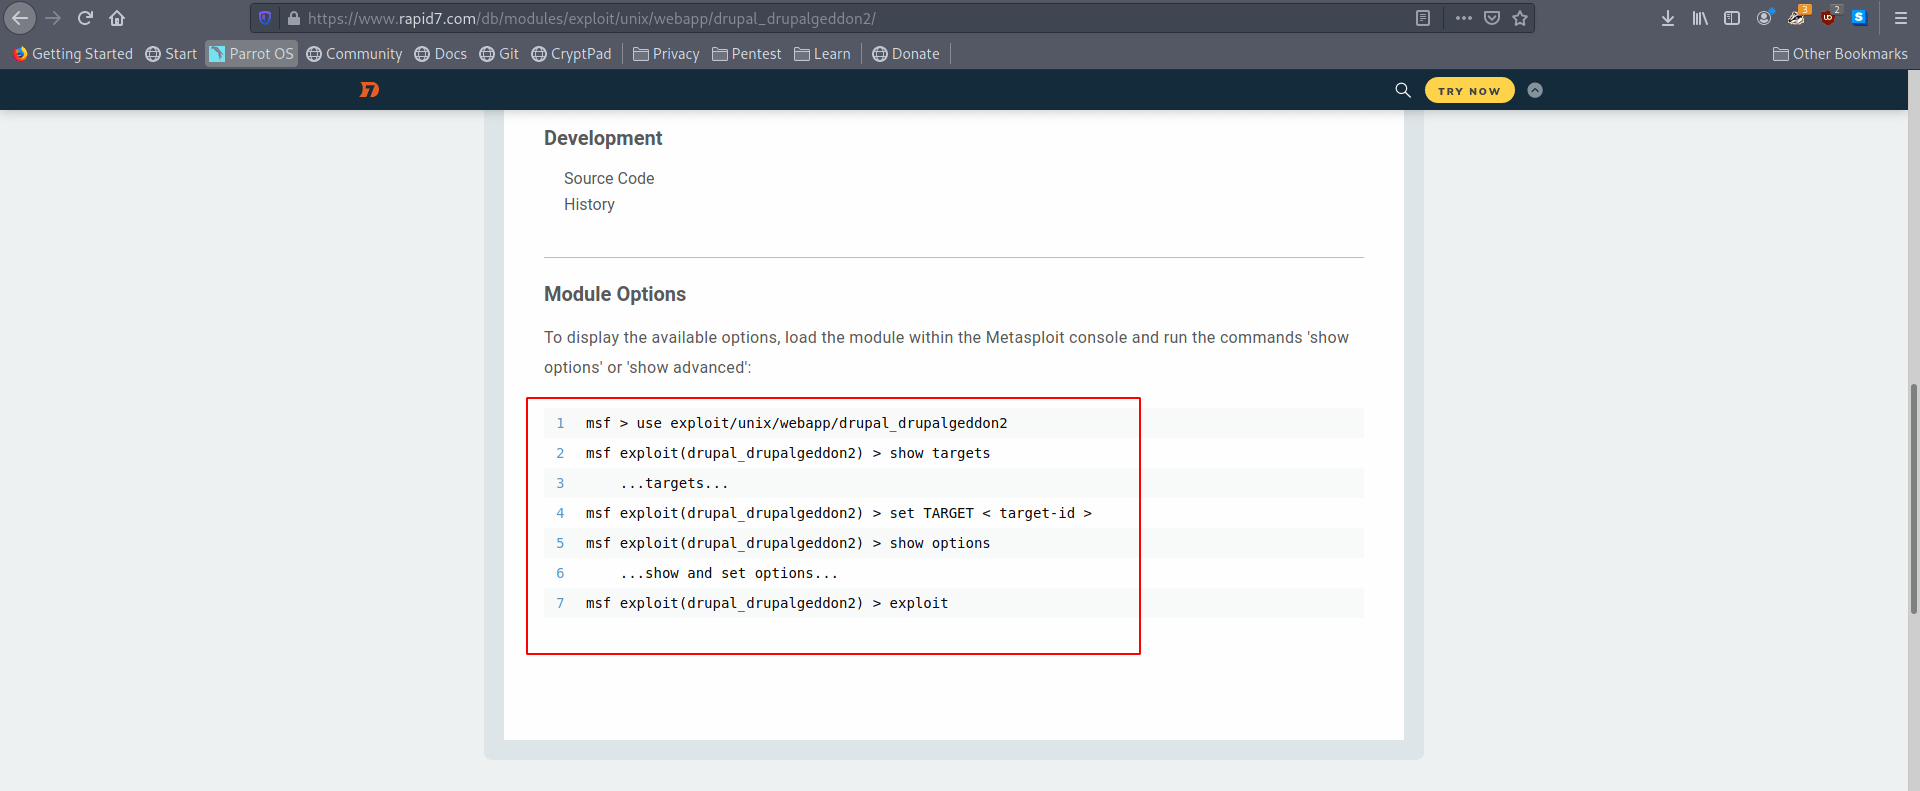 https://www.rapid7.com/db/modules/exploit/unix/webapp/drupal_drupalgeddon2/
3
2
S
Getting Started Start Parrot OS Community Docs Git CryptPad Privacy Pentest Learn Donate Other Bookmarks
TRY NOW
Development
Source Code
History
Module Options
To display the available options, load the module within the Metasploit console and run the commands 'show
options' or 'show advanced':
1 msf > use exploit/unix/webapp/drupal_drupalgeddon2
2 msf exploit(drupal_drupalgeddon2) > show targets
3 ...targets...
4 msf exploit(drupal_drupalgeddon2) > set TARGET < target-id >
5 msf exploit(drupal_drupalgeddon2) > show options
6 ...show and set options...
7 msf exploit(drupal_drupalgeddon2) > exploit